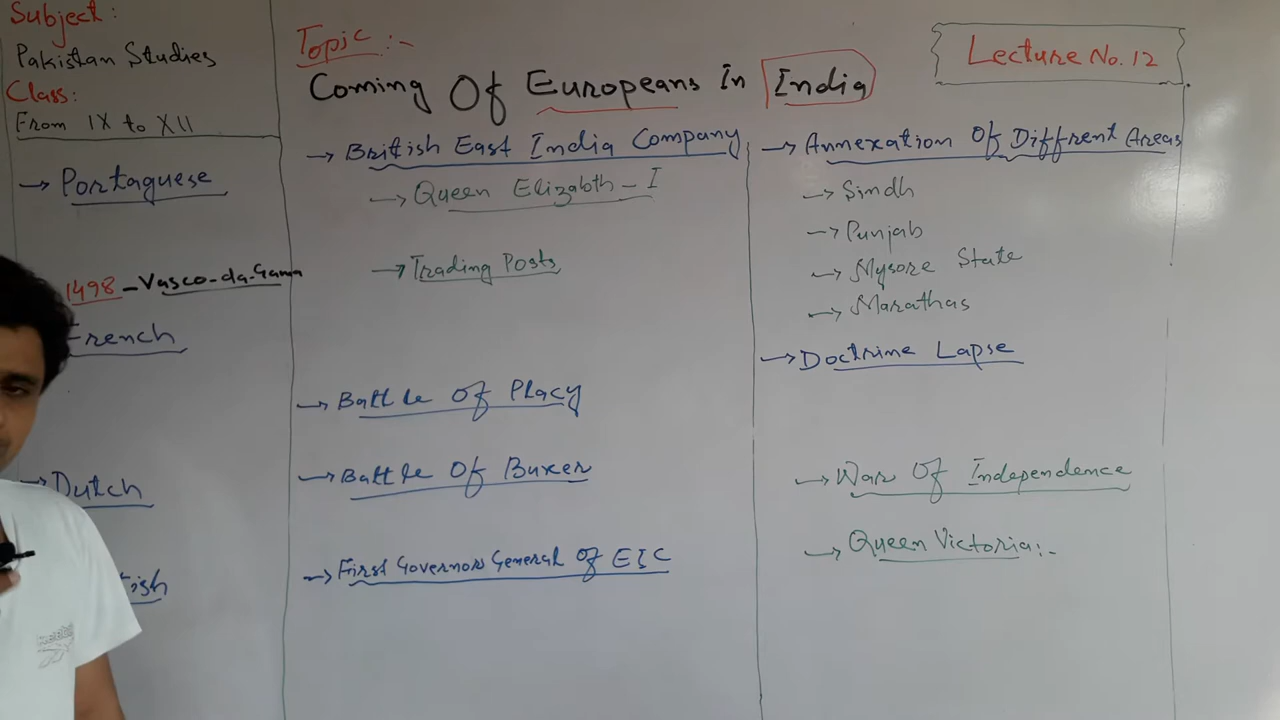 Subject:
Pakistan Studies
Class:
From IX to XII
→ Portaguese
1498 - Vasco-da-Gama
French
→ Dutch
tish
Topic:-
Coming Of Europeans In India
→ British East India Company
→ Queen Elizabth - I
→ Trading Posts
→ Battle Of Placy
→ Battle Of Buxer
→ First Governor General Of EIC
Lecture No. 12
→ Annexation Of Diffrent Areas
→ Sindh
→ Punjab
→ Mysore State
→ Marathas
→ Doctrine Lapse
→ War Of Independence
→ Queen Victoria:-